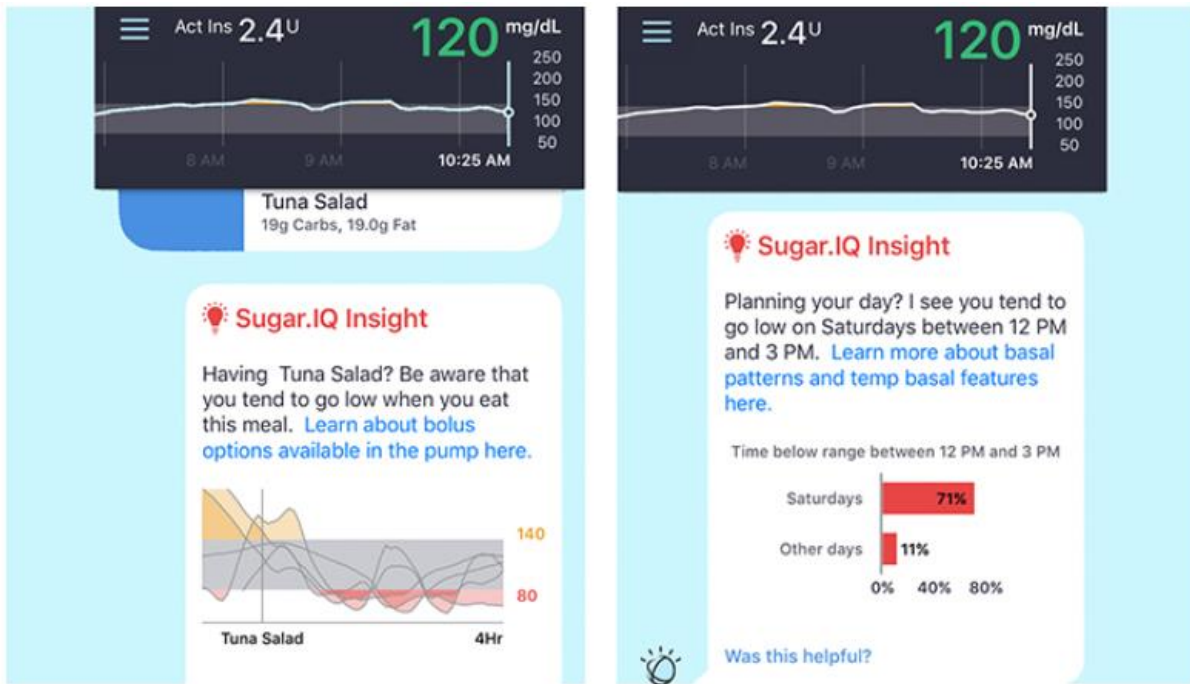 Act Ins 2.4 U 120 mg/dL
250
200
150
100
50
8 AM 9 AM 10:25 AM
Tuna Salad
19g Carbs, 19.0g Fat
Sugar.IQ Insight
Having Tuna Salad? Be aware that
you tend to go low when you eat
this meal. Learn about bolus
options available in the pump here.
140
80
Tuna Salad 4Hr
Act Ins 2.4 U 120 mg/dL
250
200
150
100
50
8 AM 9 AM 10:25 AM
Sugar.IQ Insight
Planning your day? I see you tend to
go low on Saturdays between 12 PM
and 3 PM. Learn more about basal
patterns and temp basal features
here.
Time below range between 12 PM and 3 PM
Saturdays 71%
Other days 11%
0% 40% 80%
Was this helpful?